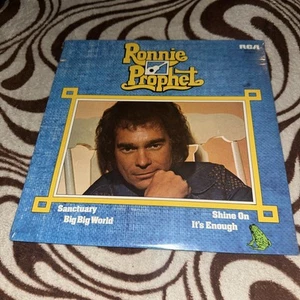 Ronnie
Prophet
RCA
Sanctuary
Big Big World
Shine On
It's Enough